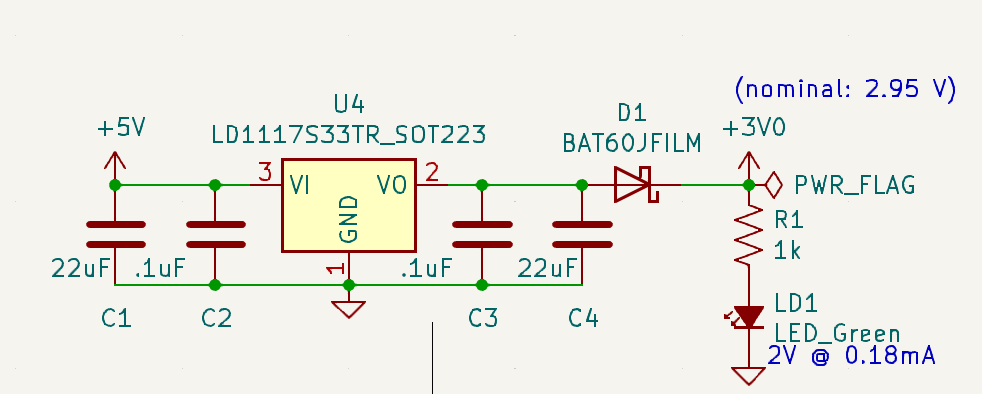 (nominal: 2.95 V)
U4
D1
+5V
LD1117S33TR_SOT223
BAT60JFILM
+3V0
3
VI
VO
2
PWR_FLAG
GND
R1
1k
1
22uF
.1uF
.1uF
22uF
C1
C2
C3
C4
LD1
LED_Green
2V @ 0.18mA